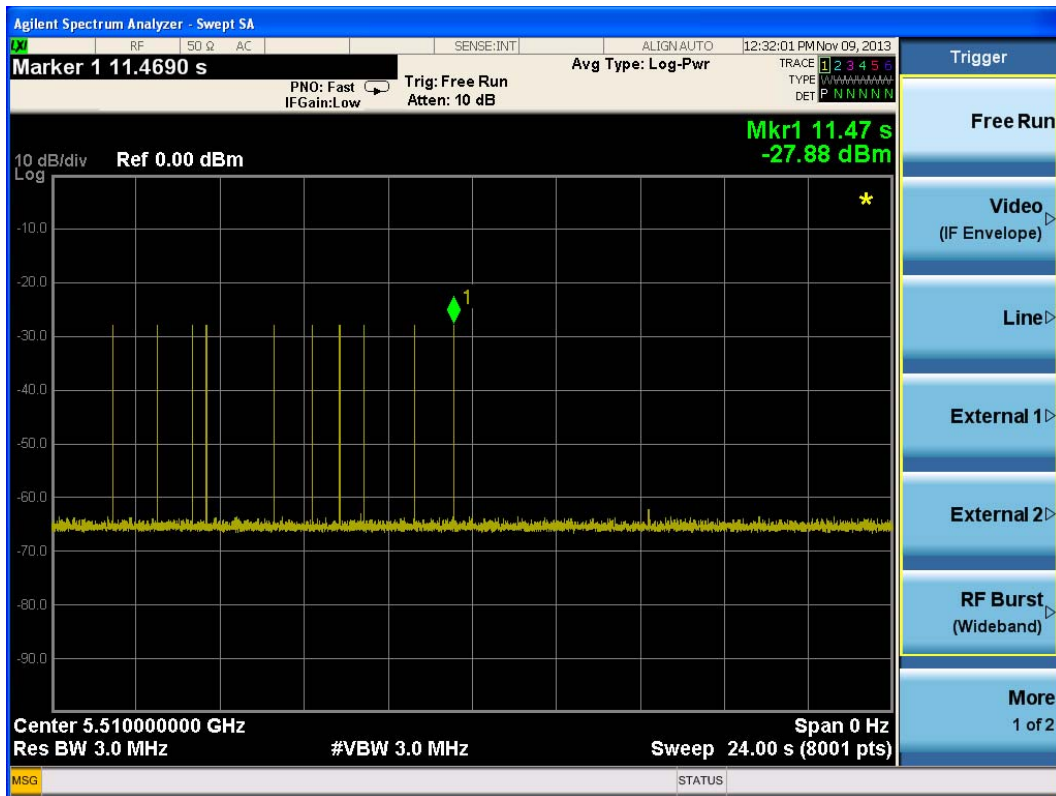 Agilent Spectrum Analyzer - Swept SA
LXI RF 50 Ω AC SENSE:INT ALIGNAUTO 12:32:01 PM Nov 09, 2013
Marker 1 11.4690 s
PNO: Fast
IFGain:Low
Trig: Free Run
Atten: 10 dB
Avg Type: Log-Pwr
TRACE 1 2 3 4 5 6
TYPE
DET P N N N N N
Mkr1 11.47 s
-27.88 dBm
10 dB/div Ref 0.00 dBm
Log
*
-10.0
-20.0
1
-30.0
-40.0
-50.0
-60.0
-70.0
-80.0
-90.0
Center 5.510000000 GHz Span 0 Hz
Res BW 3.0 MHz #VBW 3.0 MHz Sweep 24.00 s (8001 pts)
MSG STATUS
Trigger
Free Run
Video
(IF Envelope)
Line
External 1
External 2
RF Burst
(Wideband)
More
1 of 2